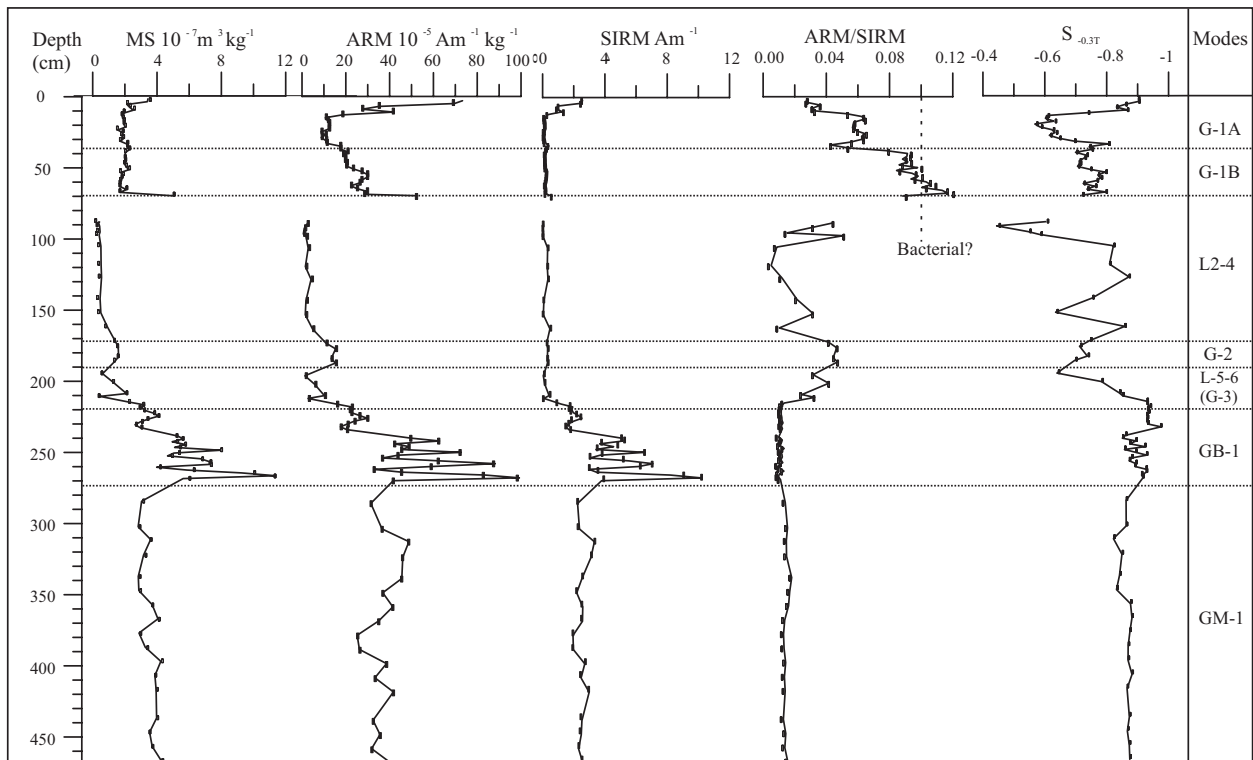 Depth (cm)
MS 10 -7 m 3 kg -1
ARM 10 -5 Am -1 kg -1
SIRM Am -1
ARM/SIRM
S -0.3T
Modes
0 4 8 12
0 20 40 60 80 100
0 4 8 12
0.00 0.04 0.08 0.12
-0.4 -0.6 -0.8 -1
0
50
100
150
200
250
300
350
400
450
Bacterial?
G-1A
G-1B
L2-4
G-2
L-5-6
(G-3)
GB-1
GM-1